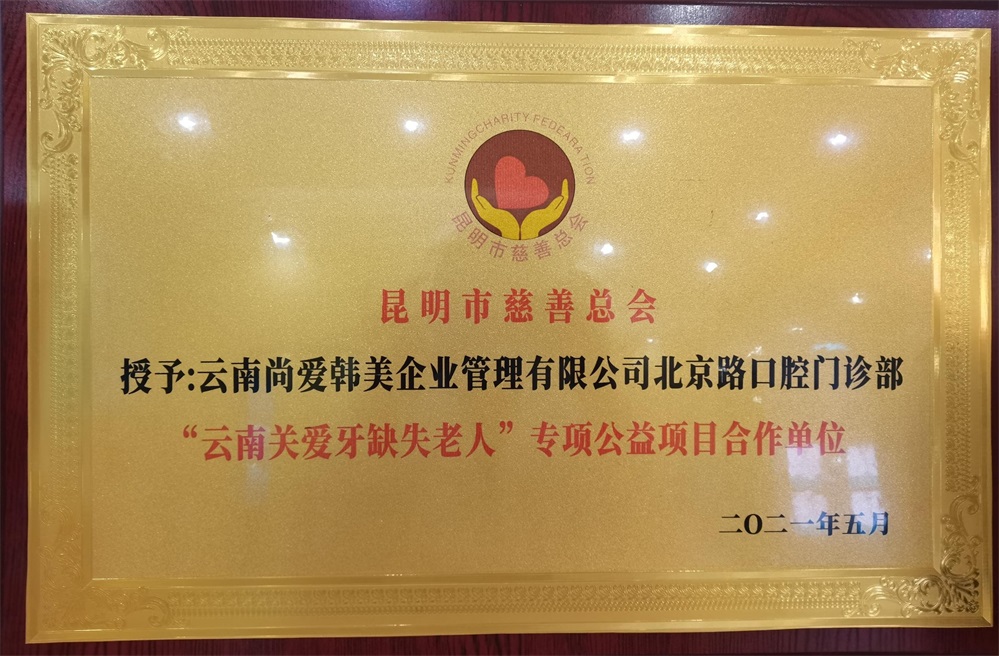 KUNMINGCHARITY FEDEARATION
昆明市慈善总会
昆明市慈善总会
授予:云南尚爱韩美企业管理有限公司北京路口腔门诊部
“云南关爱牙缺失老人”专项公益项目合作单位
二〇二一年五月